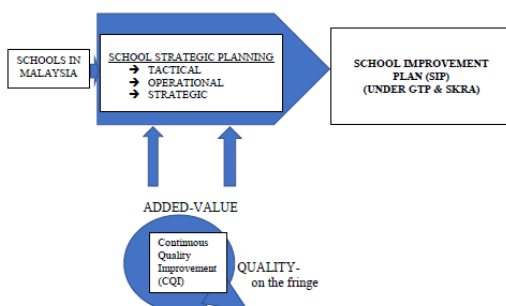 SCHOOLS IN
MALAYSIA
SCHOOL STRATEGIC PLANNING
➔ TACTICAL
➔ OPERATIONAL
➔ STRATEGIC
SCHOOL IMPROVEMENT
PLAN (SIP)
(UNDER GTP & SKRA)
ADDED-VALUE
Continuous
Quality
Improvement
(CQI)
QUALITY-
on the fringe